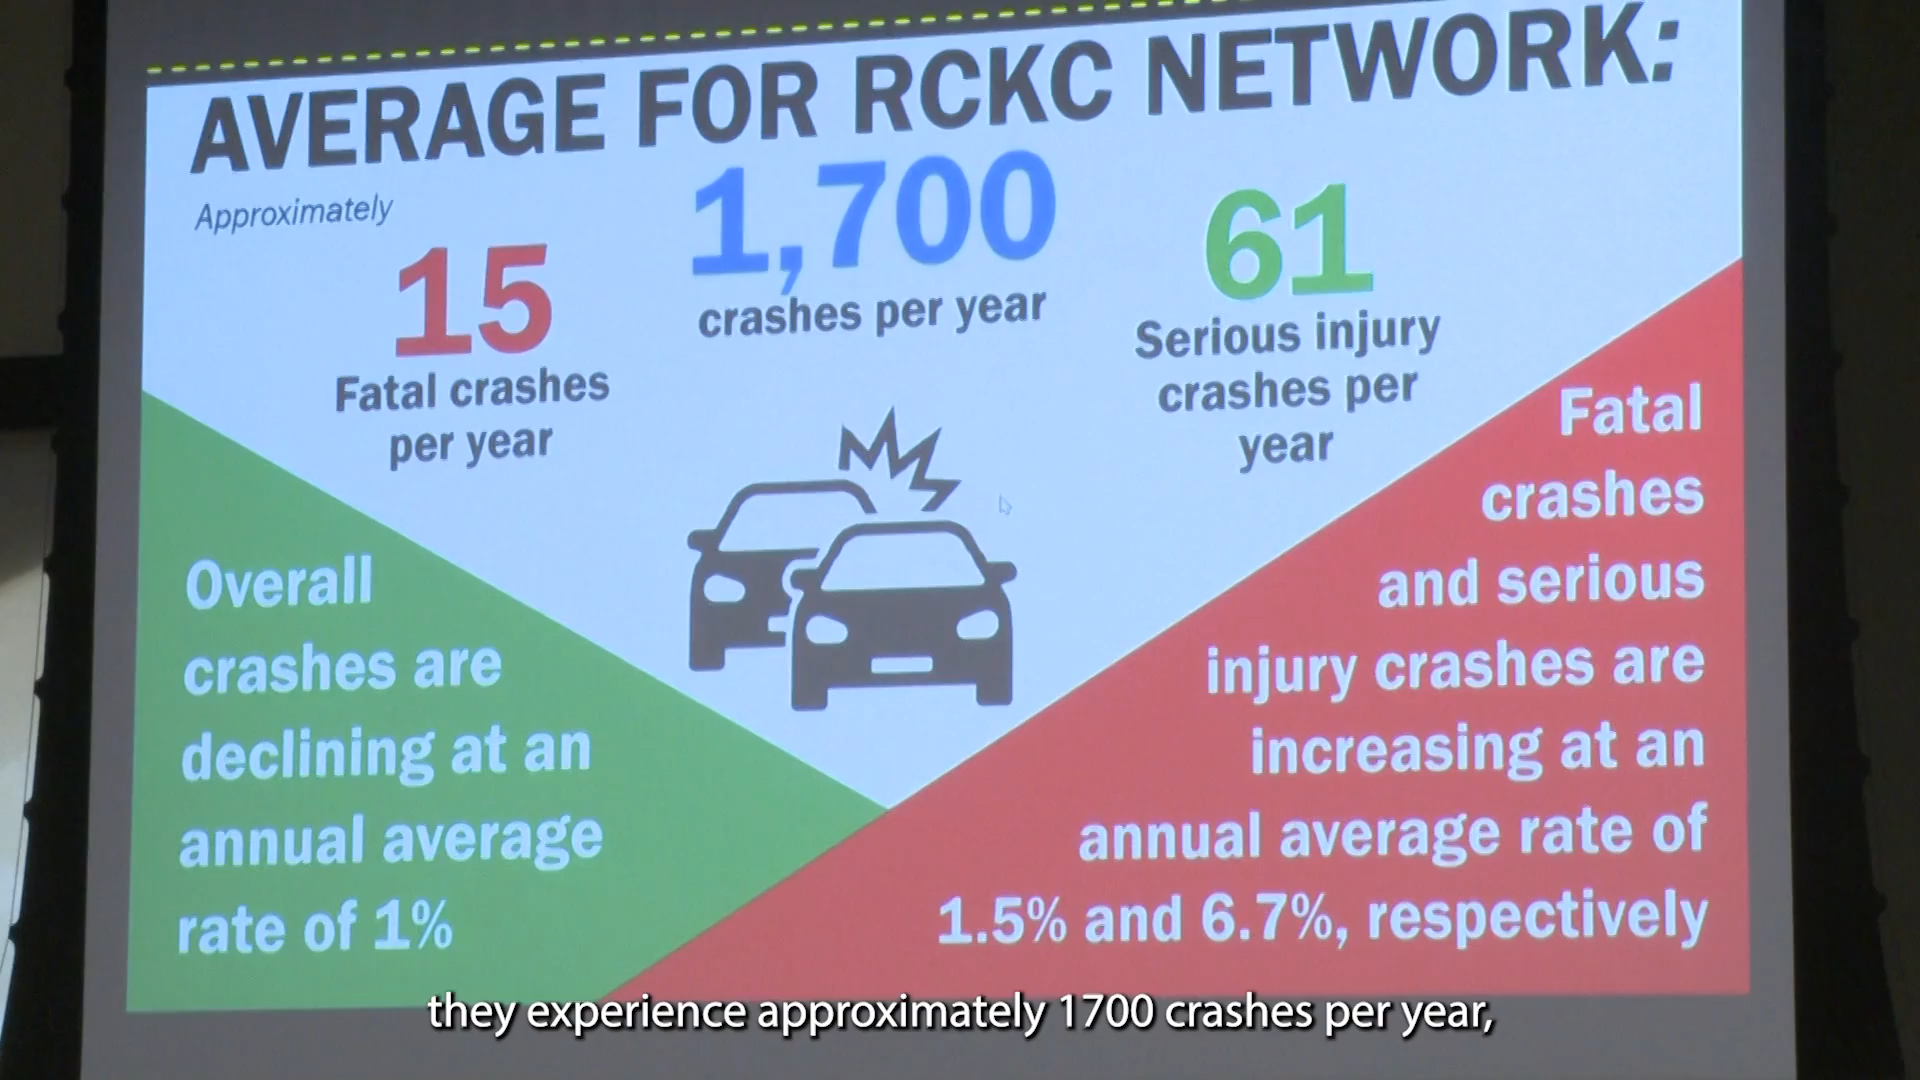 AVERAGE FOR RCKC NETWORK:
Approximately
15
Fatal crashes
per year
1,700
crashes per year
61
Serious injury
crashes per
year
Overall
crashes are
declining at an
annual average
rate of 1%
Fatal
crashes
and serious
injury crashes are
increasing at an
annual average rate of
1.5% and 6.7%, respectively
they experience approximately 1700 crashes per year,